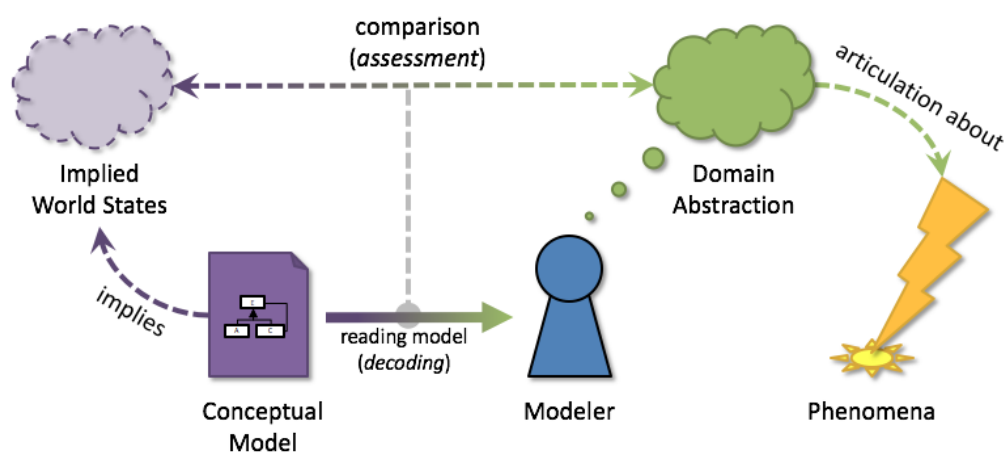 comparison
(assessment)
articulation about
Implied
World States
Domain
Abstraction
implies
E
A
C
reading model
(decoding)
Conceptual
Model
Modeler
Phenomena